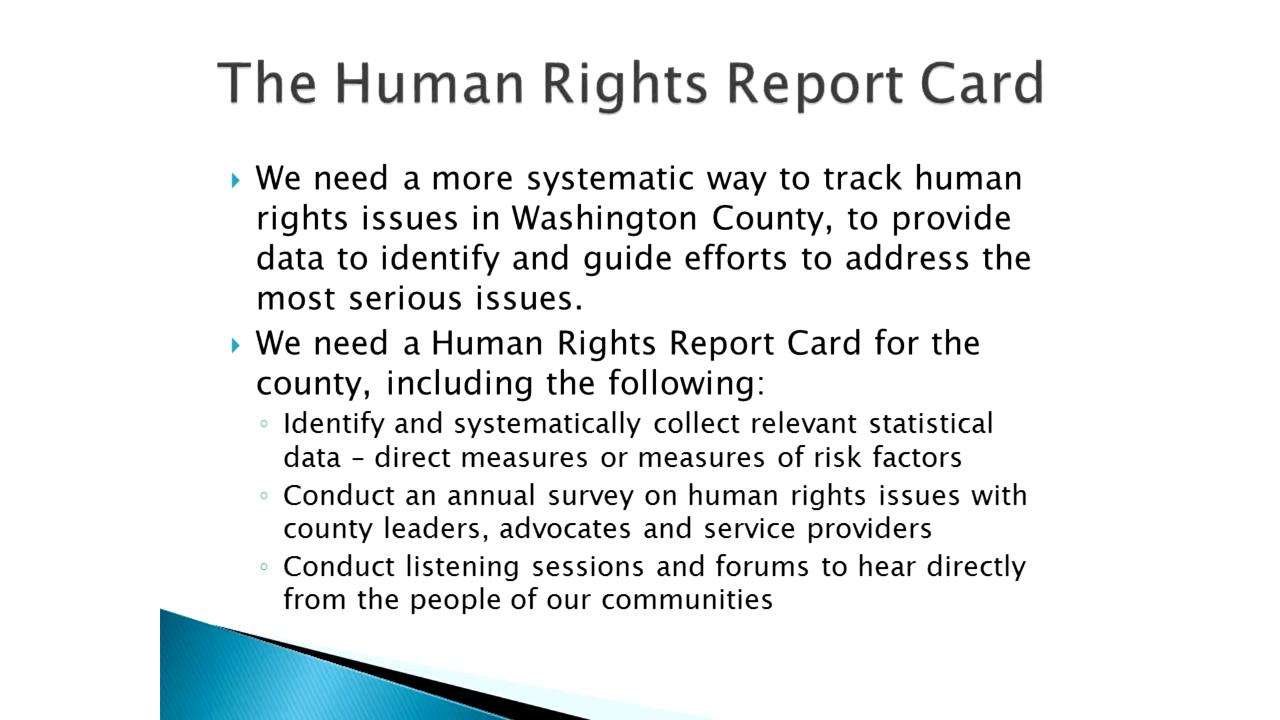 The Human Rights Report Card
We need a more systematic way to track human
rights issues in Washington County, to provide
data to identify and guide efforts to address the
most serious issues.
We need a Human Rights Report Card for the
county, including the following:
Identify and systematically collect relevant statistical
data – direct measures or measures of risk factors
Conduct an annual survey on human rights issues with
county leaders, advocates and service providers
Conduct listening sessions and forums to hear directly
from the people of our communities